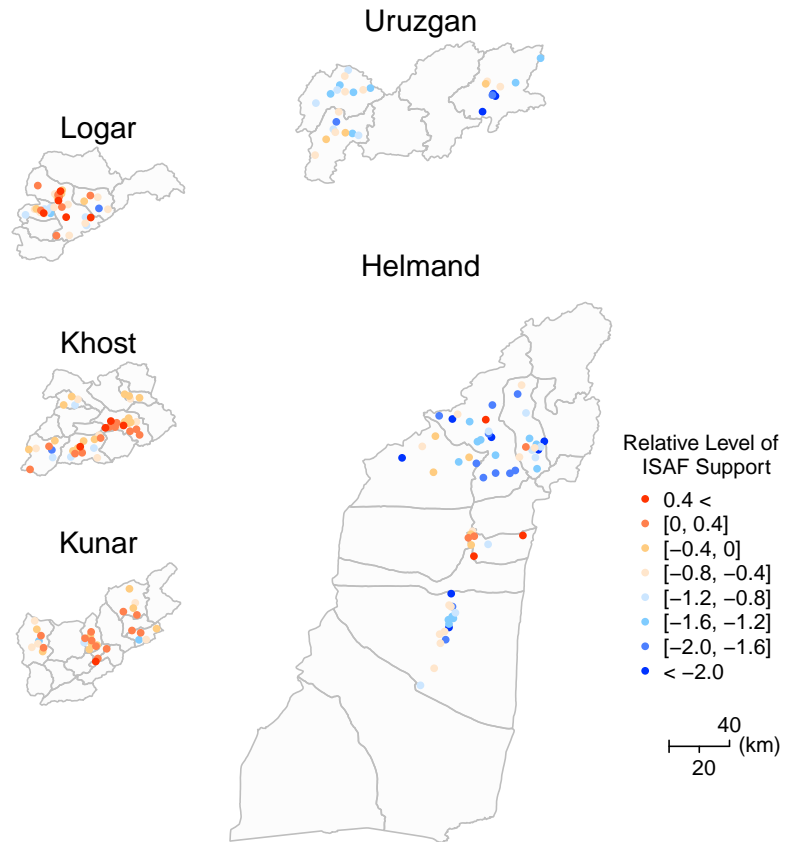 Uruzgan
Logar
Helmand
Khost
Kunar
Relative Level of
ISAF Support
0.4 <
[0, 0.4]
[−0.4, 0]
[−0.8, −0.4]
[−1.2, −0.8]
[−1.6, −1.2]
[−2.0, −1.6]
< −2.0
40
(km)
20